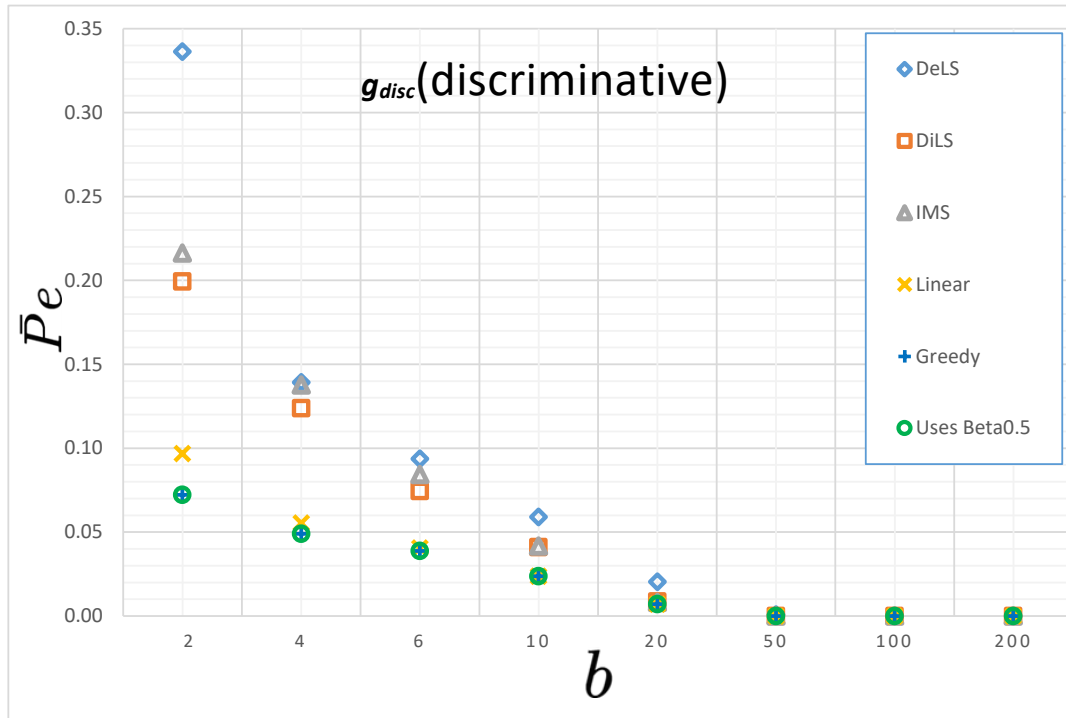 0.35
g_disc(discriminative)
0.30
0.25
0.20
0.15
0.10
0.05
0.00
P̄e
2 4 6 10 20 50 100 200
b
DeLS
DiLS
IMS
Linear
Greedy
Uses Beta0.5